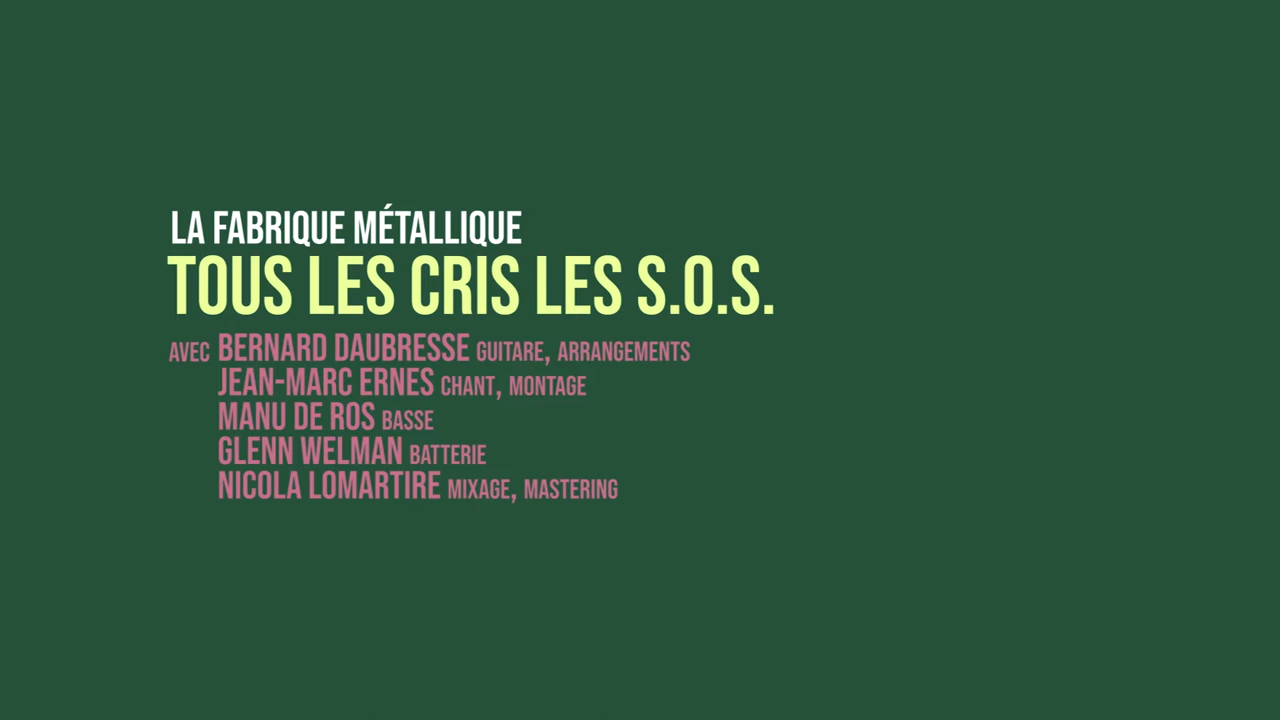 LA FABRIQUE MÉTALLIQUE
TOUS LES CRIS LES S.O.S.
AVEC BERNARD DAUBRESSE GUITARE, ARRANGEMENTS
JEAN-MARC ERNES CHANT, MONTAGE
MANU DE ROS BASSE
GLENN WELMAN BATTERIE
NICOLA LOMARTIRE MIXAGE, MASTERING